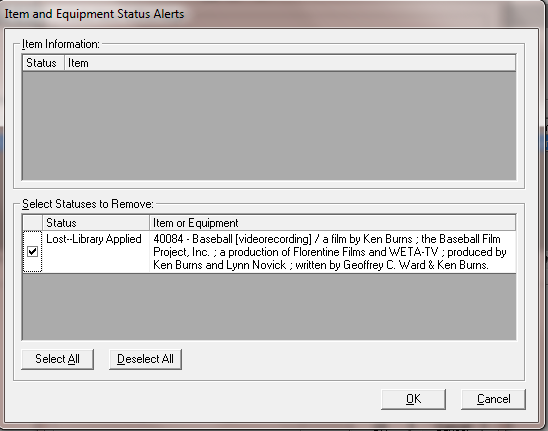 Item and Equipment Status Alerts
Item Information:
Status Item
Select Statuses to Remove:
Status Item or Equipment
Lost--Library Applied 40084 - Baseball [videorecording] / a film by Ken Burns ; the Baseball Film
Project, Inc. ; a production of Florentine Films and WETA-TV ; produced by
Ken Burns and Lynn Novick ; written by Geoffrey C. Ward & Ken Burns.
Select All Deselect All
OK Cancel